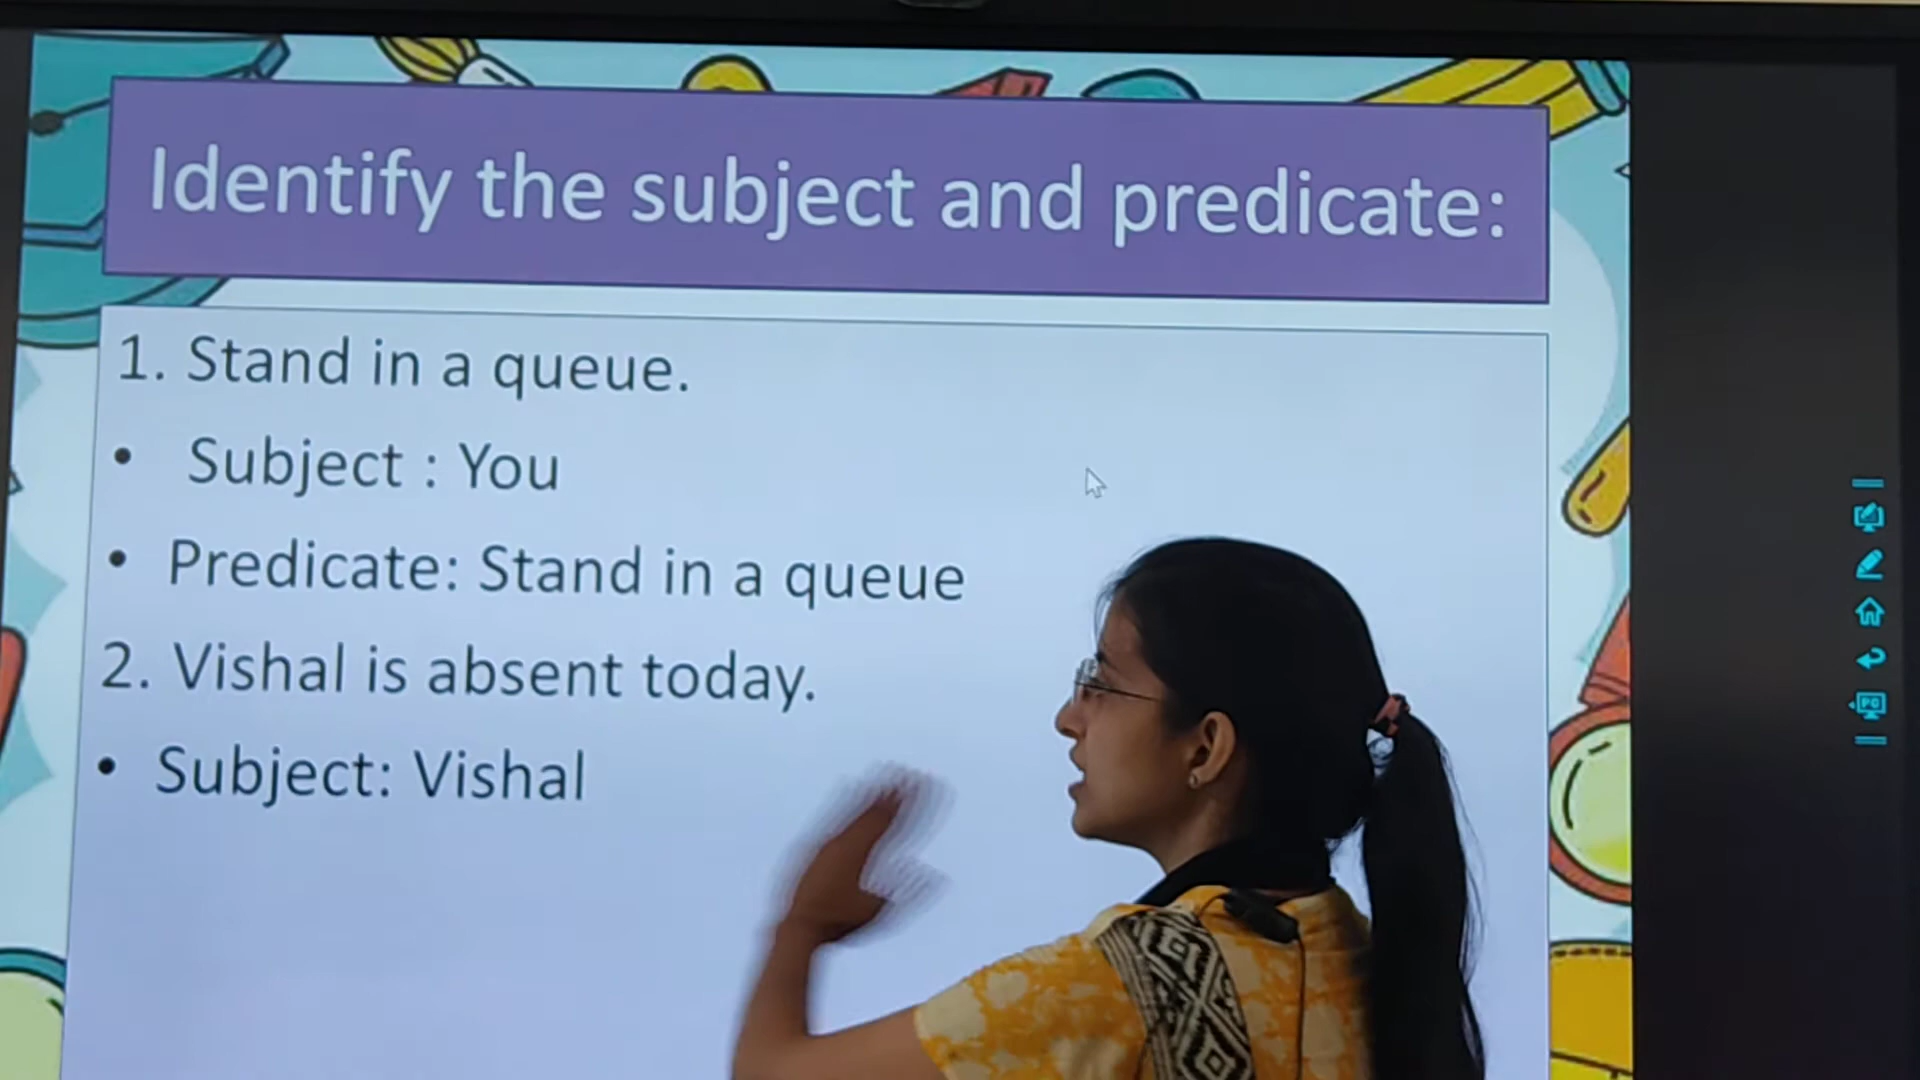 Identify the subject and predicate:
1. Stand in a queue.
• Subject : You
• Predicate: Stand in a queue
2. Vishal is absent today.
• Subject: Vishal
PC